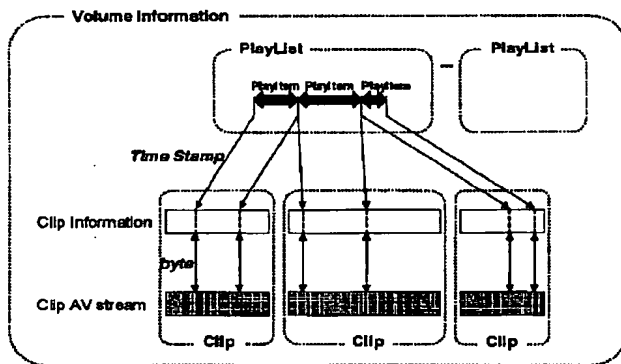 Volume Information
PlayList
PlayList
PlayItem PlayItem PlayItem
Time Stamp
Clip Information
byte
Clip AV stream
Clip
Clip
Clip